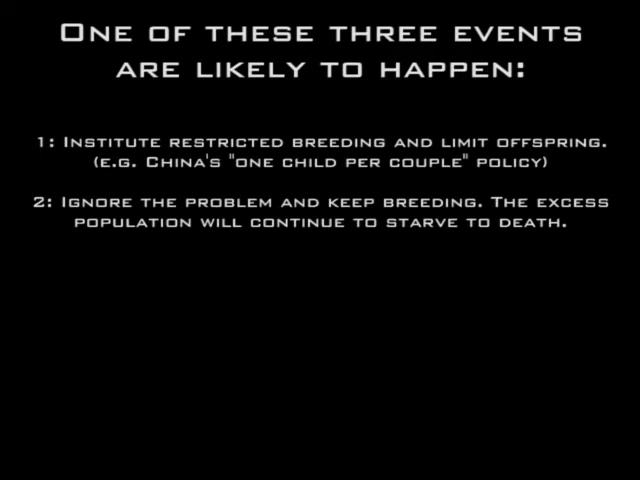 One of these three events
are likely to happen:
1: Institute restricted breeding and limit offspring.
(e.g. China's "one child per couple" policy)
2: Ignore the problem and keep breeding. The excess
population will continue to starve to death.